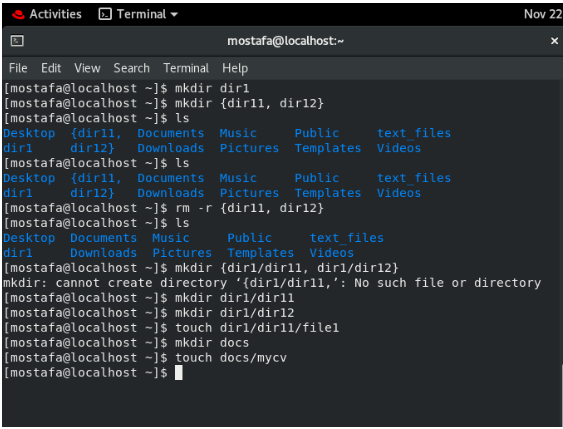 Activities Terminal Nov 22
mostafa@localhost:~ ×
File Edit View Search Terminal Help
[mostafa@localhost ~]$ mkdir dir1
[mostafa@localhost ~]$ mkdir {dir11, dir12}
[mostafa@localhost ~]$ ls
Desktop {dir11, Documents Music Public text_files
dir1 dir12} Downloads Pictures Templates Videos
[mostafa@localhost ~]$ ls
Desktop {dir11, Documents Music Public text_files
dir1 dir12} Downloads Pictures Templates Videos
[mostafa@localhost ~]$ rm -r {dir11, dir12}
[mostafa@localhost ~]$ ls
Desktop Documents Music Public text_files
dir1 Downloads Pictures Templates Videos
[mostafa@localhost ~]$ mkdir {dir1/dir11, dir1/dir12}
mkdir: cannot create directory ‘{dir1/dir11,’: No such file or directory
[mostafa@localhost ~]$ mkdir dir1/dir11
[mostafa@localhost ~]$ mkdir dir1/dir12
[mostafa@localhost ~]$ touch dir1/dir11/file1
[mostafa@localhost ~]$ mkdir docs
[mostafa@localhost ~]$ touch docs/mycv
[mostafa@localhost ~]$